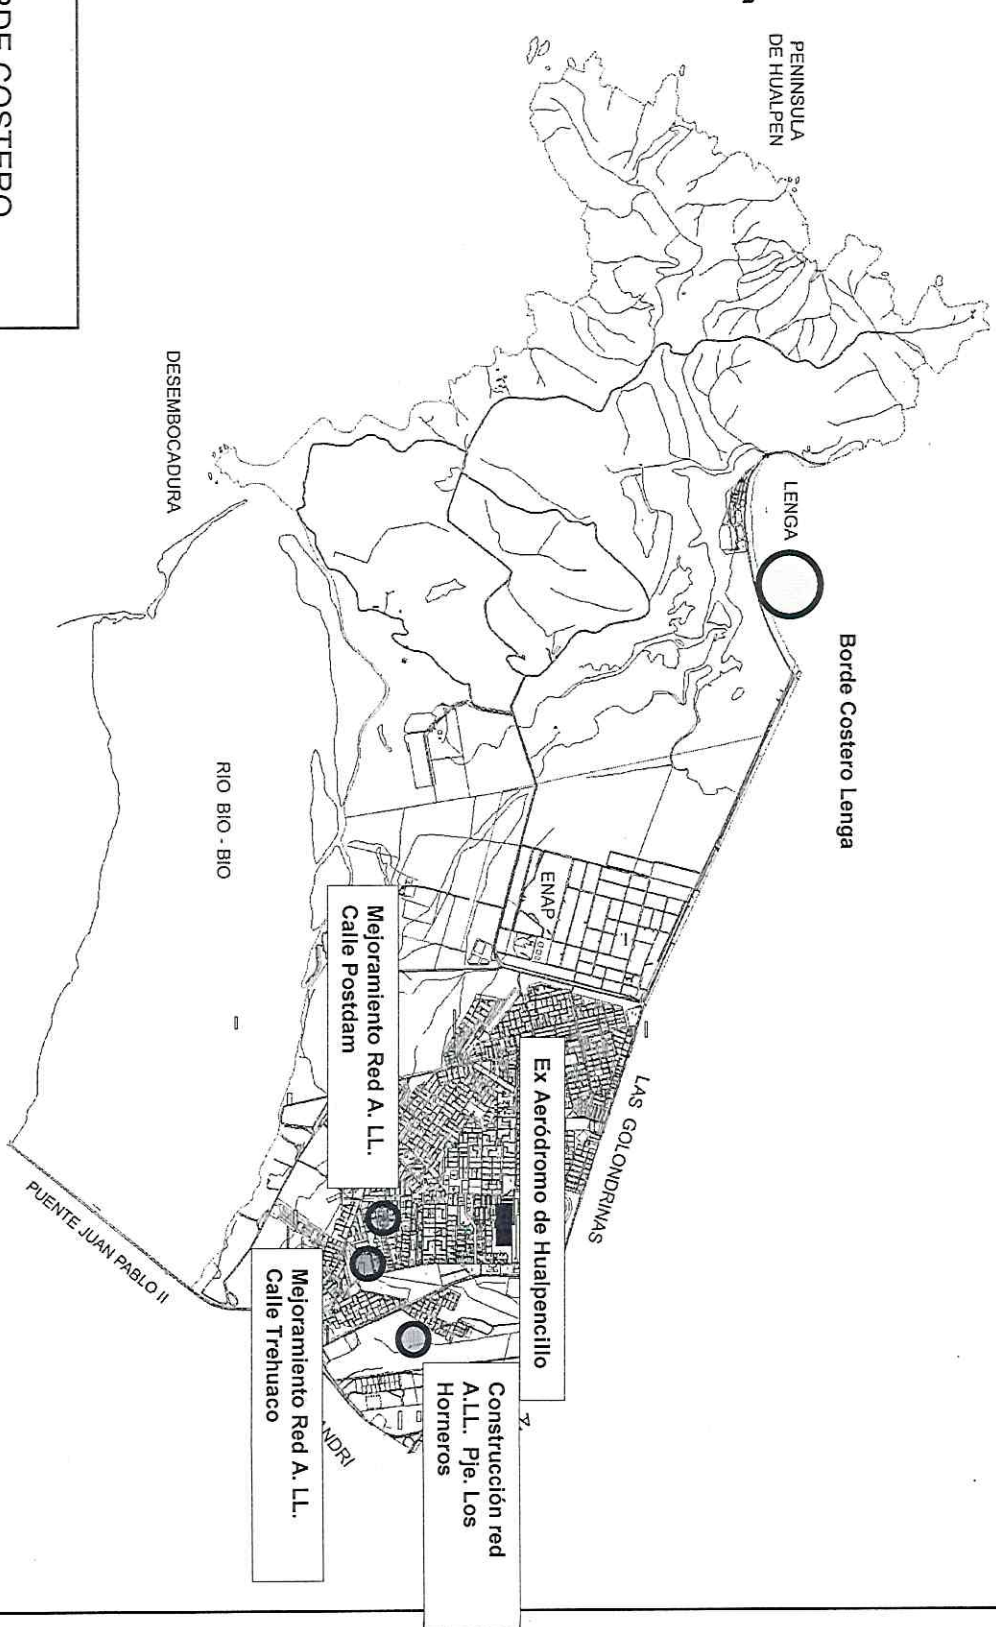 PENINSULA
DE HUALPEN
LENGA
Borde Costero Lenga
DESEMBOCADURA
RIO BIO - BIO
ENAP
LAS GOLONDRINAS
Ex Aeródromo de Hualpencillo
Mejoramiento Red A. LL.
Calle Postdam
Mejoramiento Red A. LL.
Calle Trehuaco
Construcción red
A.LL. Pje. Los
Horneros
PUENTE JUAN PABLO II
ANDRI
COSTERO